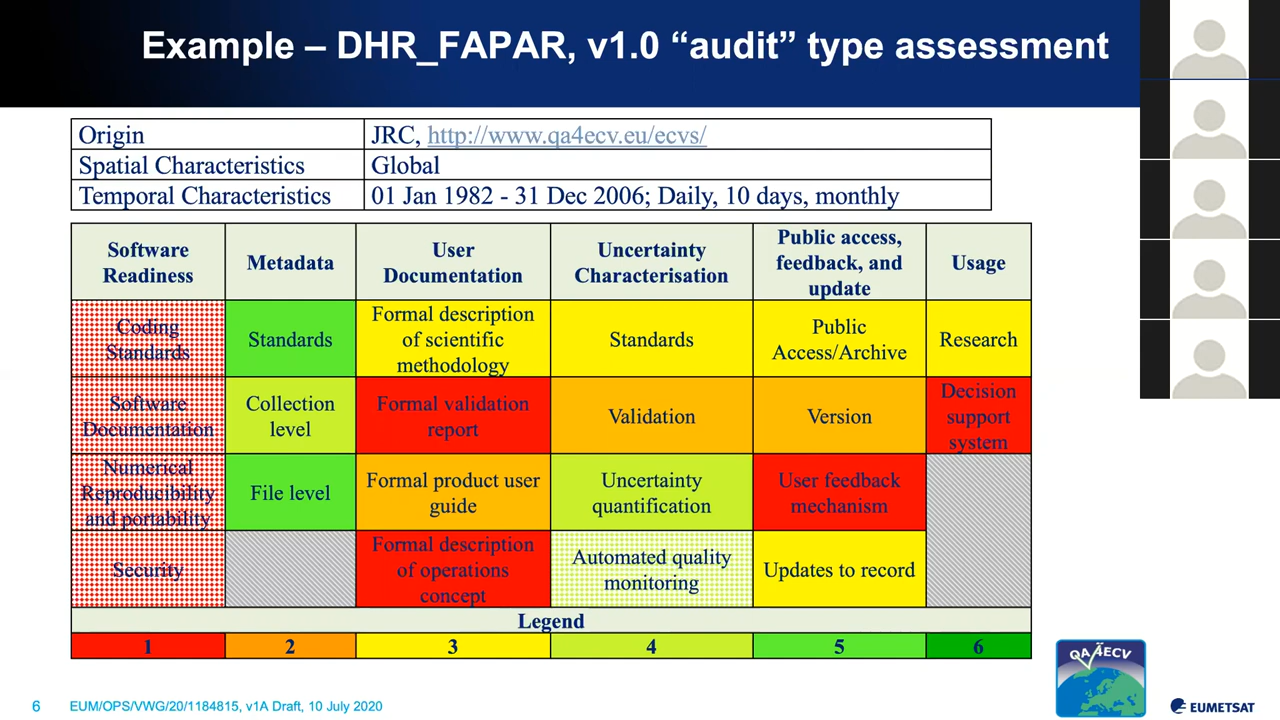 Example – DHR_FAPAR, v1.0 “audit” type assessment
Origin JRC, http://www.qa4ecv.eu/ecvs/
Spatial Characteristics Global
Temporal Characteristics 01 Jan 1982 - 31 Dec 2006; Daily, 10 days, monthly
Software
Readiness
Metadata
User
Documentation
Uncertainty
Characterisation
Public access,
feedback, and
update
Usage
Coding
Standards
Standards
Formal description
of scientific
methodology
Standards
Public
Access/Archive
Research
Software
Documentation
Collection
level
Formal validation
report
Validation
Version
Decision
support
system
Numerical
Reproducibility
and portability
File level
Formal product user
guide
Uncertainty
quantification
User feedback
mechanism
Security
Formal description
of operations
concept
Automated quality
monitoring
Updates to record
Legend
1 2 3 4 5 6
QA4ECV
6 EUM/OPS/VWG/20/1184815, v1A Draft, 10 July 2020
EUMETSAT